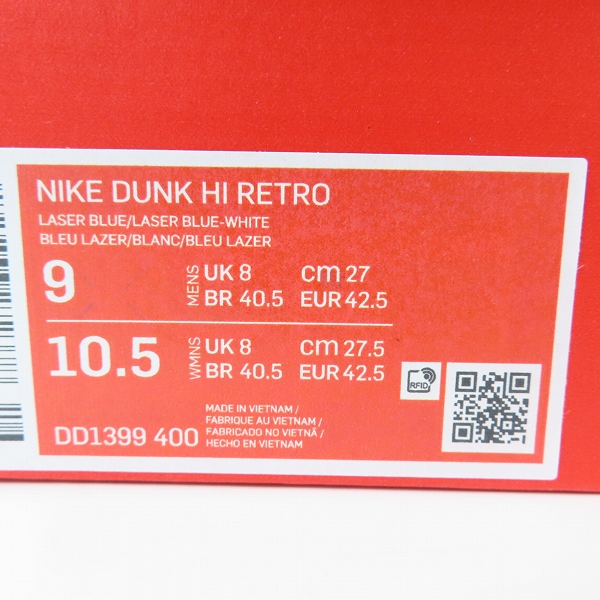 NIKE DUNK HI RETRO
LASER BLUE/LASER BLUE-WHITE
BLEU LAZER/BLANC/BLEU LAZER
9 MENS UK 8 cm 27
BR 40.5 EUR 42.5
10.5 WMNS UK 8 cm 27.5
BR 40.5 EUR 42.5
RFID
DD1399 400
MADE IN VIETNAM /
FABRIQUE AU VIETNAM /
FABRICADO NO VIETNÃ /
HECHO EN VIETNAM